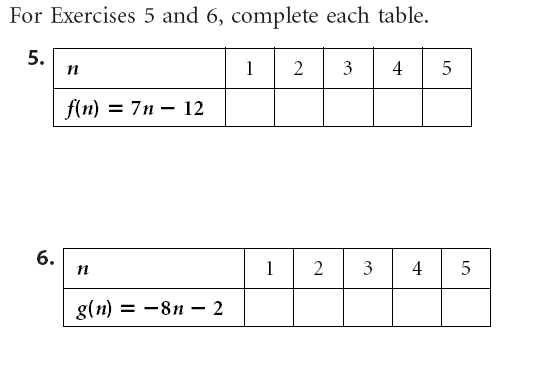 For Exercises 5 and 6, complete each table.
5.
n 1 2 3 4 5
f(n) = 7n − 12
6.
n 1 2 3 4 5
g(n) = −8n − 2